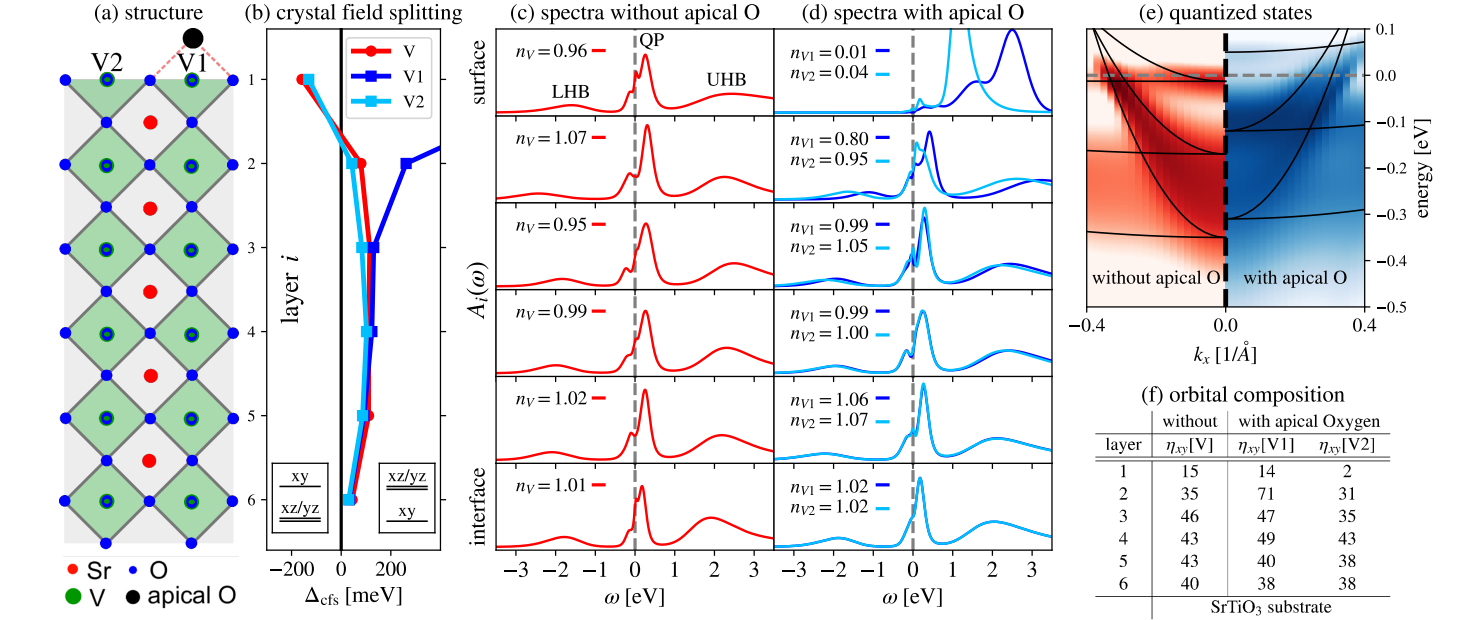 (a) structure
V2
V1
Sr
O
V
apical O
(b) crystal field splitting
V
V1
V2
1
2
3
4
5
6
layer i
xy
xz/yz
xz/yz
xy
−200
0
200
Δcfs [meV]
(c) spectra without apical O
surface
nV = 0.96
QP
LHB
UHB
nV = 1.07
nV = 0.95
nV = 0.99
nV = 1.02
interface
nV = 1.01
Ai(ω)
−3 −2 −1 0 1 2 3
ω [eV]
(d) spectra with apical O
nV1 = 0.01
nV2 = 0.04
nV1 = 0.80
nV2 = 0.95
nV1 = 0.99
nV2 = 1.05
nV1 = 0.99
nV2 = 1.00
nV1 = 1.06
nV2 = 1.07
nV1 = 1.02
nV2 = 1.02
−3 −2 −1 0 1 2 3
ω [eV]
(e) quantized states
0.1
0.0
−0.1
−0.2
−0.3
−0.4
−0.5
energy [eV]
without apical O
with apical O
−0.4 0.0 0.4
kx [1/Å]
(f) orbital composition
without with apical Oxygen
layer ηxy[V] ηxy[V1] ηxy[V2]
1 15 14 2
2 35 71 31
3 46 47 35
4 43 49 43
5 43 40 38
6 40 38 38
SrTiO3 substrate